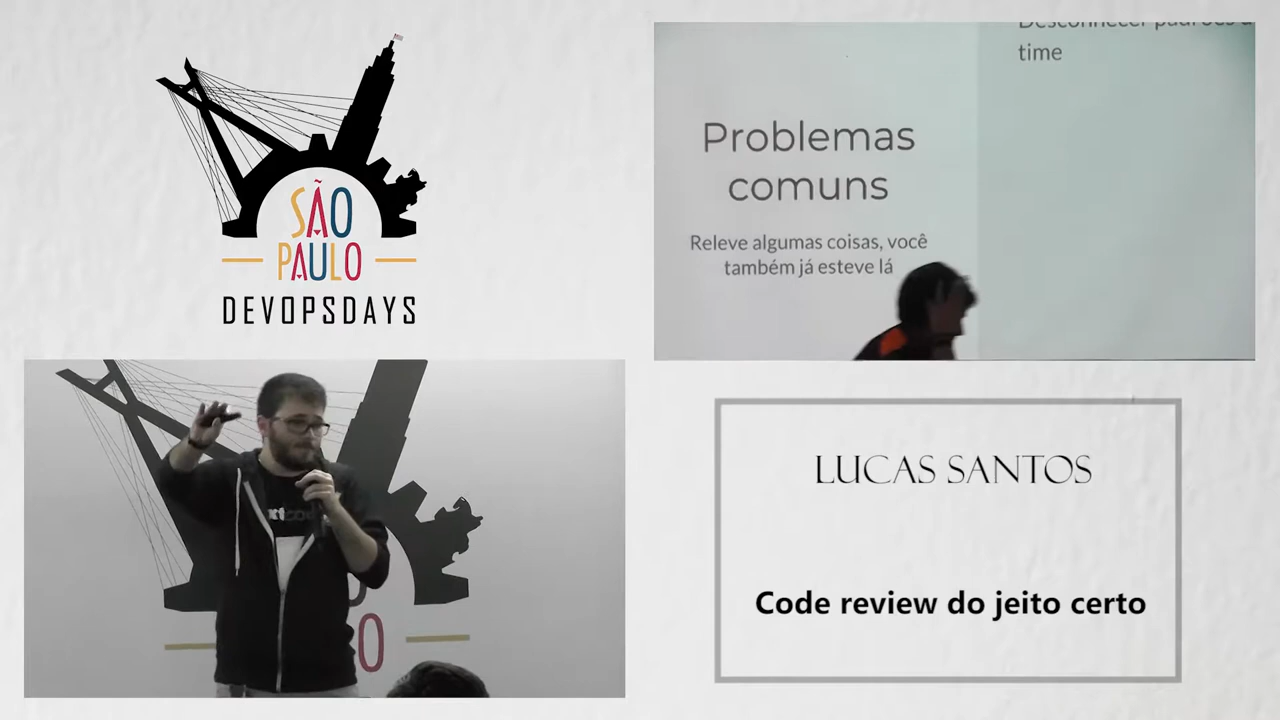 SÃO
PAULO
DEVOPSDAYS
time
Problemas
comuns
Releve algumas coisas, você
também já esteve lá
LUCAS SANTOS
Code review do jeito certo